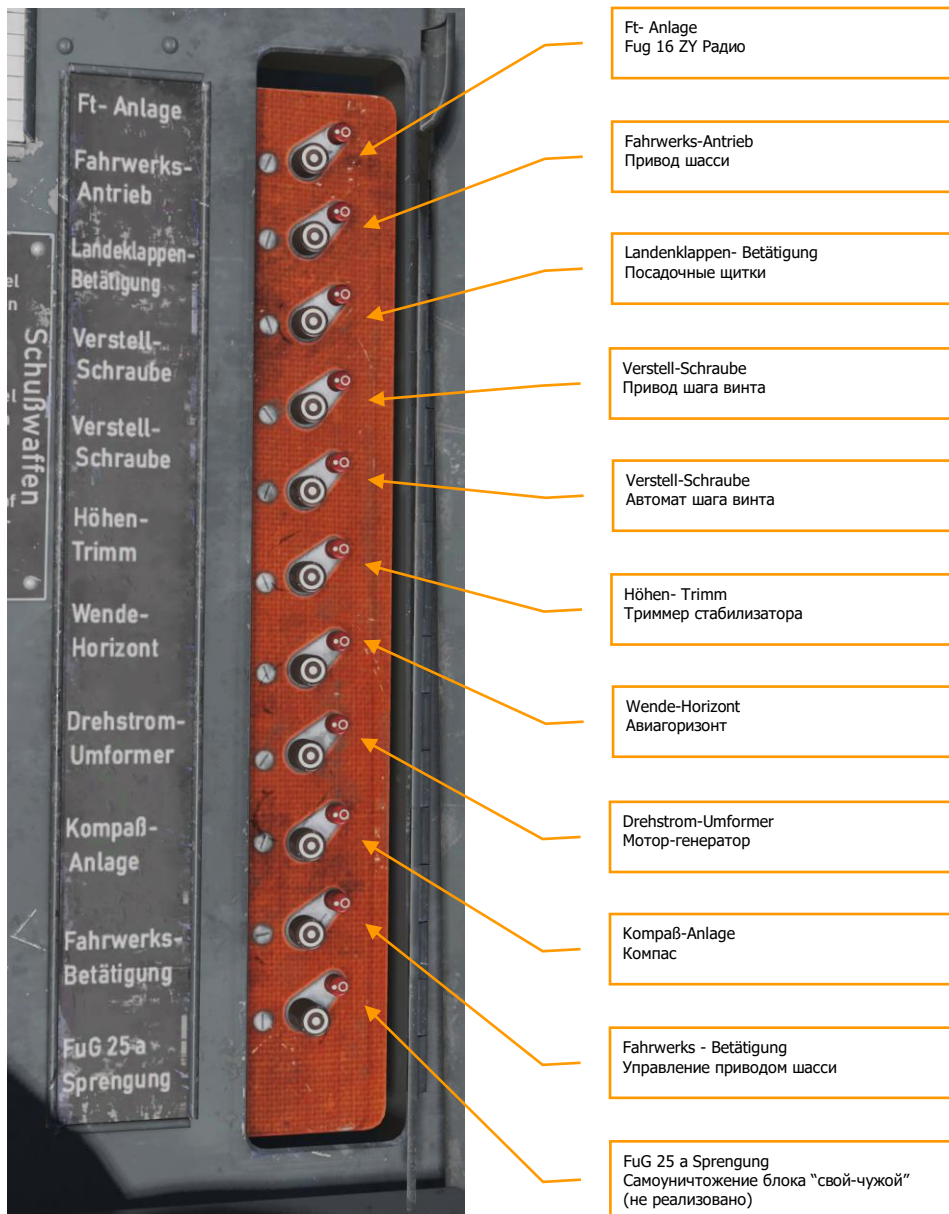 Ft- Anlage
Fahrwerks-
Antrieb
Landeklappen-
Betätigung
Verstell-
Schraube
Verstell-
Schraube
Höhen-
Trimm
Wende-
Horizont
Drehstrom-
Umformer
Kompaß-
Anlage
Fahrwerks-
Betätigung
FuG 25a
Sprengung
Schußwaffen
Ft- Anlage
Fug 16 ZY Радио
Fahrwerks-Antrieb
Привод шасси
Landenklappen- Betätigung
Посадочные щитки
Verstell-Schraube
Привод шага винта
Verstell-Schraube
Автомат шага винта
Höhen- Trimm
Триммер стабилизатора
Wende-Horizont
Авиагоризонт
Drehstrom-Umformer
Мотор-генератор
Kompaß-Anlage
Компас
Fahrwerks - Betätigung
Управление приводом шасси
FuG 25 a Sprengung
Самоуничтожение блока “свой-чужой”
(не реализовано)